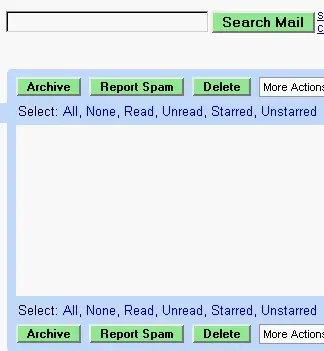 Search Mail
Archive Report Spam Delete More Actions
Select: All, None, Read, Unread, Starred, Unstarred
Select: All, None, Read, Unread, Starred, Unstarred
Archive Report Spam Delete More Actions